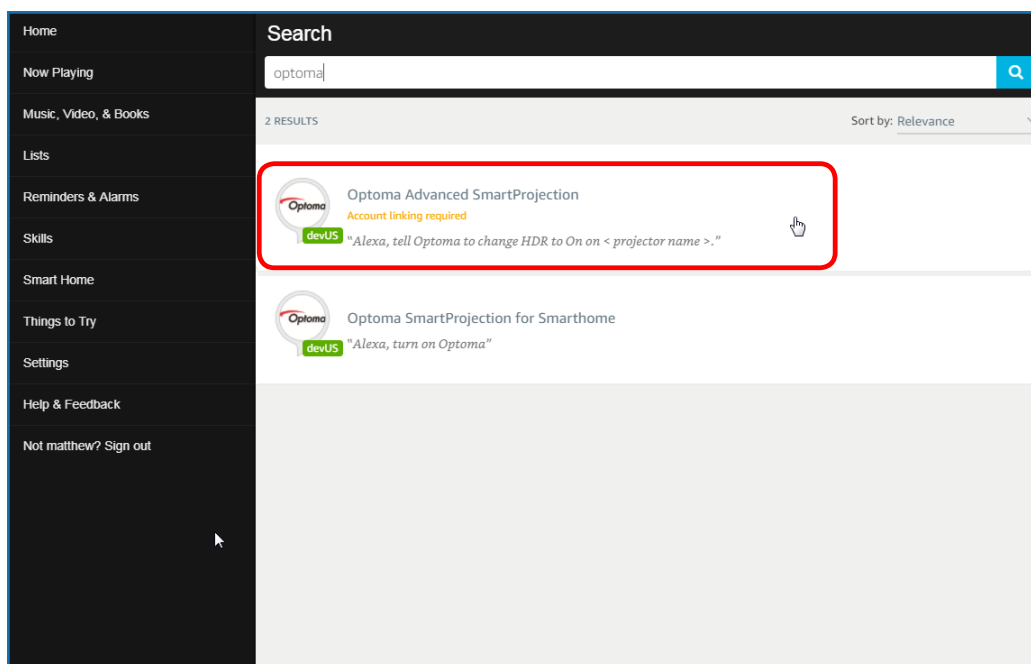 Home
Now Playing
Music, Video, & Books
Lists
Reminders & Alarms
Skills
Smart Home
Things to Try
Settings
Help & Feedback
Not matthew? Sign out
Search
optoma
2 RESULTS
Sort by: Relevance
Optoma
devUS
Optoma Advanced SmartProjection
Account linking required
"Alexa, tell Optoma to change HDR to On on < projector name >."
Optoma
devUS
Optoma SmartProjection for Smarthome
"Alexa, turn on Optoma"